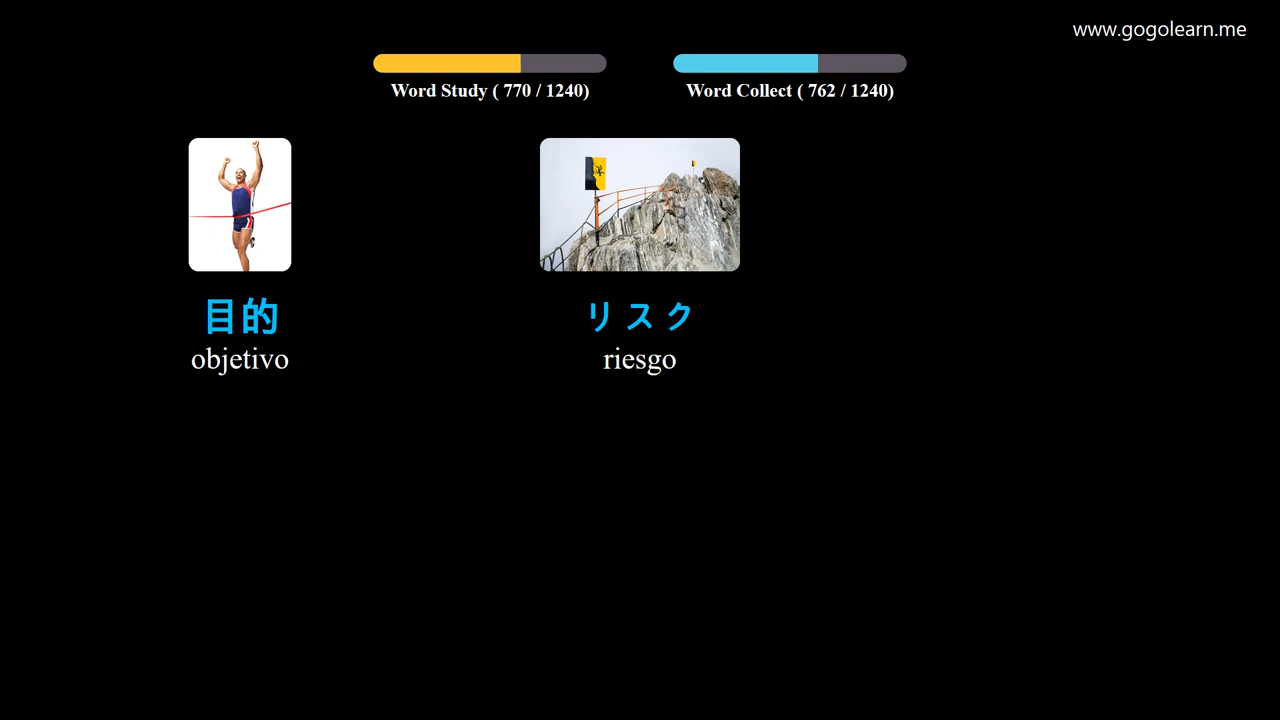 www.gogolearn.me
Word Study ( 770 / 1240)
Word Collect ( 762 / 1240)
目的
objetivo
リスク
riesgo